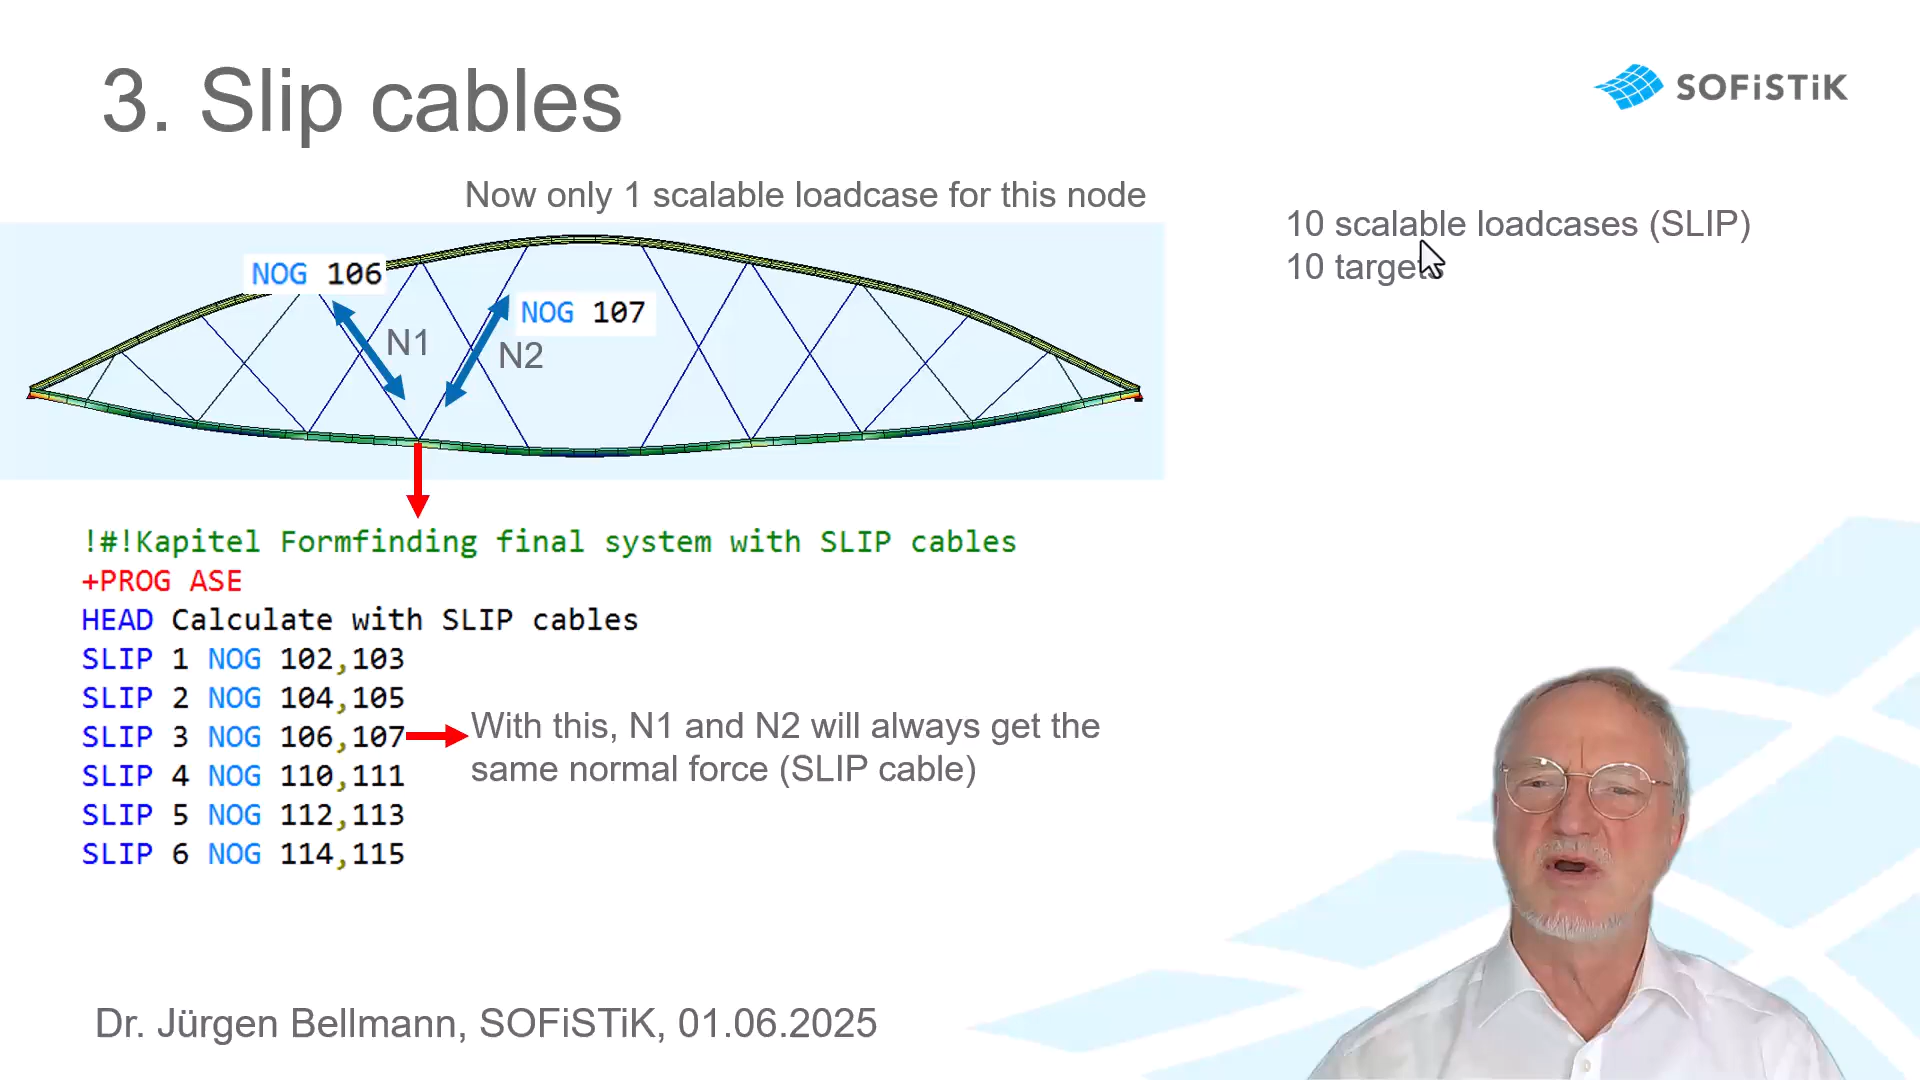 3. Slip cables
SOFiSTiK
Now only 1 scalable loadcase for this node
10 scalable loadcases (SLIP)
10 targets
NOG 106
NOG 107
N1
N2
!#!Kapitel Formfinding final system with SLIP cables
+PROG ASE
HEAD Calculate with SLIP cables
SLIP 1 NOG 102,103
SLIP 2 NOG 104,105
SLIP 3 NOG 106,107
SLIP 4 NOG 110,111
SLIP 5 NOG 112,113
SLIP 6 NOG 114,115
With this, N1 and N2 will always get the
same normal force (SLIP cable)
Dr. Jürgen Bellmann, SOFiSTiK, 01.06.2025